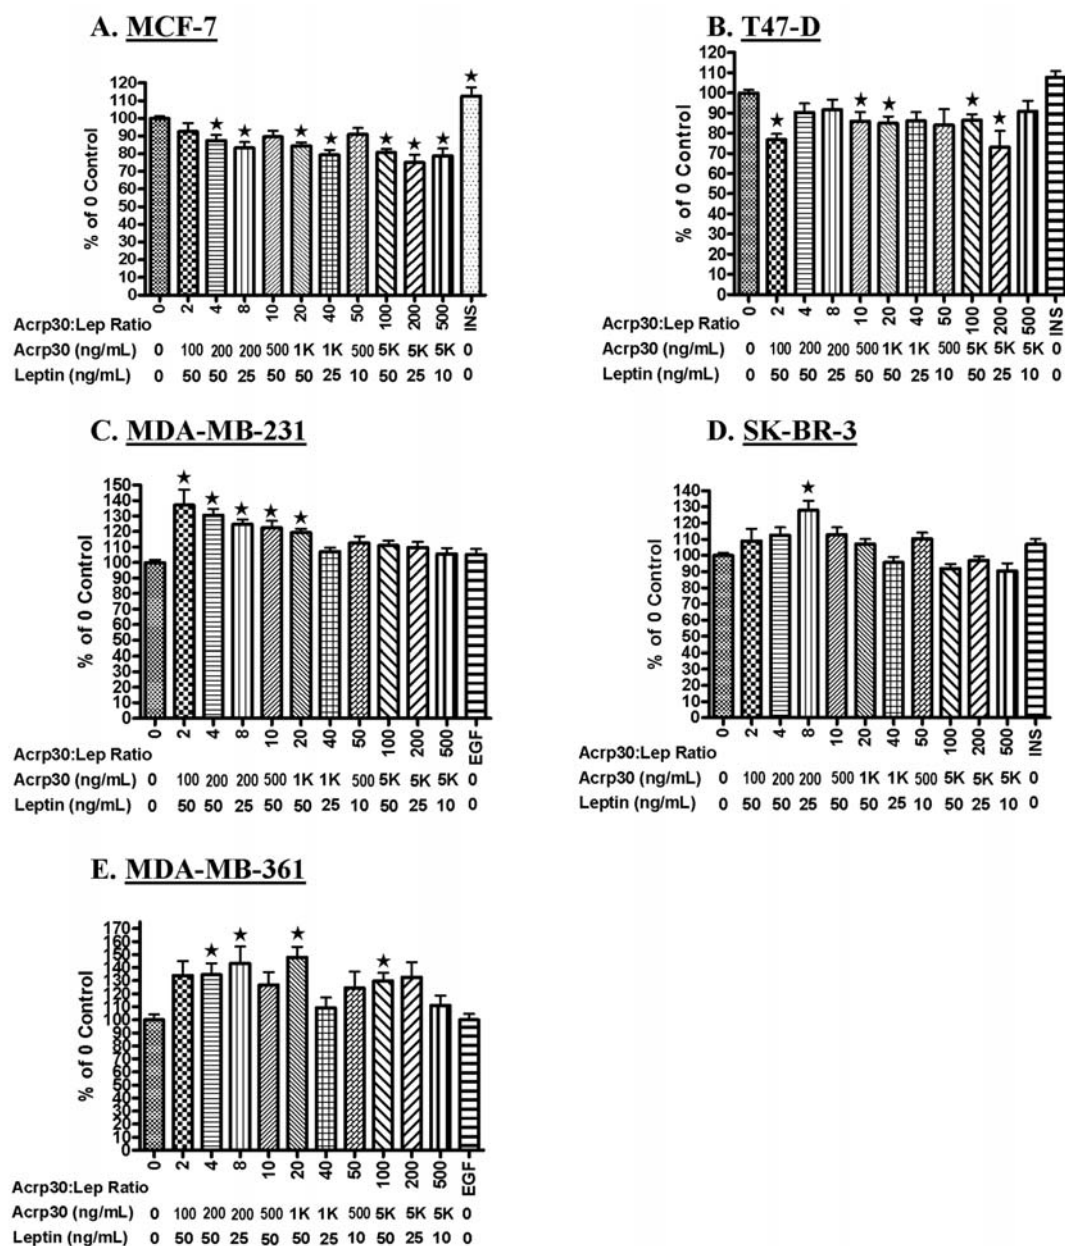 A. MCF-7
% of 0 Control
120
110
100
90
80
70
60
50
40
30
20
10
0
0 2 4 8 10 20 40 50 100 200 500 INS
Acrp30:Lep Ratio
Acrp30 (ng/mL) 0 100 200 200 500 1K 1K 500 5K 5K 5K 0
Leptin (ng/mL) 0 50 50 25 50 50 25 10 50 25 10 0
B. T47-D
% of 0 Control
120
110
100
90
80
70
60
50
40
30
20
10
0
0 2 4 8 10 20 40 50 100 200 500 INS
Acrp30:Lep Ratio
Acrp30 (ng/mL) 0 100 200 200 500 1K 1K 500 5K 5K 5K 0
Leptin (ng/mL) 0 50 50 25 50 50 25 10 50 25 10 0
C. MDA-MB-231
% of 0 Control
150
140
130
120
110
100
90
80
70
60
50
40
30
20
10
0
0 2 4 8 10 20 40 50 100 200 500 EGF
Acrp30:Lep Ratio
Acrp30 (ng/mL) 0 100 200 200 500 1K 1K 500 5K 5K 5K 0
Leptin (ng/mL) 0 50 50 25 50 50 25 10 50 25 10 0
D. SK-BR-3
% of 0 Control
140
130
120
110
100
90
80
70
60
50
40
30
20
10
0
0 2 4 8 10 20 40 50 100 200 500 INS
Acrp30:Lep Ratio
Acrp30 (ng/mL) 0 100 200 200 500 1K 1K 500 5K 5K 5K 0
Leptin (ng/mL) 0 50 50 25 50 50 25 10 50 25 10 0
E. MDA-MB-361
% of 0 Control
170
160
150
140
130
120
110
100
90
80
70
60
50
40
30
20
10
0
0 2 4 8 10 20 40 50 100 200 500 EGF
Acrp30:Lep Ratio
Acrp30 (ng/mL) 0 100 200 200 500 1K 1K 500 5K 5K 5K 0
Leptin (ng/mL) 0 50 50 25 50 50 25 10 50 25 10 0